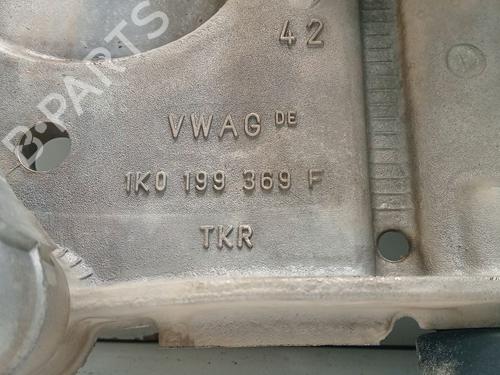 B-PARTS
42
VWAG DE
1K0 199 369 F
TKR